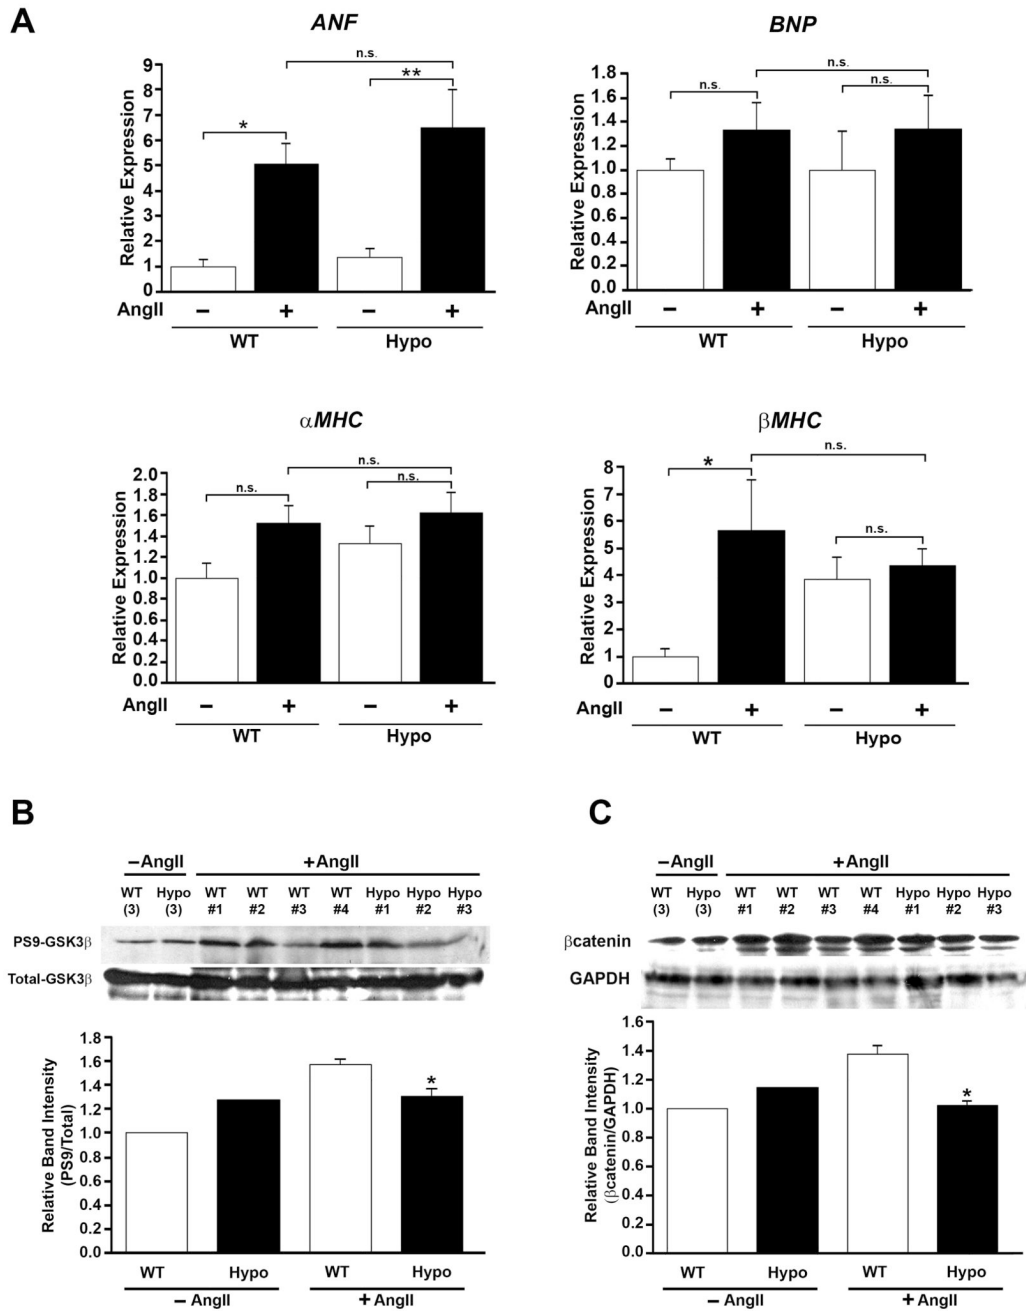 A
ANF
n.s.
**
*
Relative Expression
9
8
7
6
5
4
3
2
1
0
AngII − + − +
WT Hypo
BNP
n.s.
n.s. n.s.
Relative Expression
1.8
1.6
1.4
1.2
1.0
0.8
0.6
0.4
0.2
0.0
AngII − + − +
WT Hypo
αMHC
n.s.
n.s. n.s.
Relative Expression
2.0
1.8
1.6
1.4
1.2
1.0
0.8
0.6
0.4
0.2
0.0
AngII − + − +
WT Hypo
βMHC
n.s.
*
n.s.
Relative Expression
8
7
6
5
4
3
2
1
0
AngII − + − +
WT Hypo
B
−AngII +AngII
WT Hypo WT WT WT WT Hypo Hypo Hypo
(3) (3) #1 #2 #3 #4 #1 #2 #3
PS9-GSK3β
Total-GSK3β
Relative Band Intensity
(PS9/Total)
1.8
1.6
1.4
1.2
1.0
0.8
0.6
0.4
0.2
0.0
*
WT Hypo WT Hypo
− AngII + AngII
C
−AngII +AngII
WT Hypo WT WT WT WT Hypo Hypo Hypo
(3) (3) #1 #2 #3 #4 #1 #2 #3
βcatenin
GAPDH
Relative Band Intensity
(βcatenin/GAPDH)
1.6
1.4
1.2
1.0
0.8
0.6
0.4
0.2
0.0
*
WT Hypo WT Hypo
− AngII + AngII